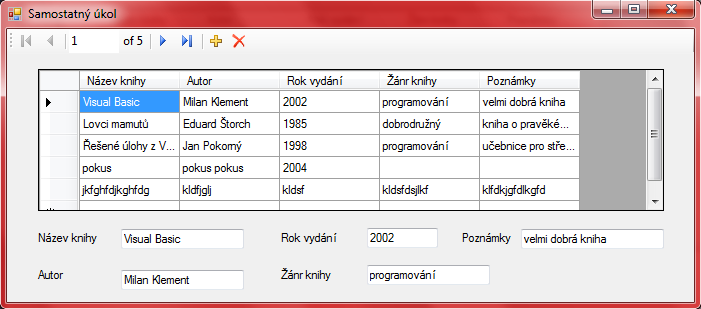 Samostatný úkol
1 of 5
Název knihy Autor Rok vydání Žánr knihy Poznámky
Visual Basic Milan Klement 2002 programování velmi dobrá kniha
Lovci mamutů Eduard Štorch 1985 dobrodružný kniha o pravěké...
Řešené úlohy z V... Jan Pokorný 1998 programování učebnice pro stře...
pokus pokus pokus 2004
jkfghfdjkghfdg kldfjglj kldsf kldsfdsjlkf klfdkjgfdlkgfd
Název knihy Visual Basic Rok vydání 2002 Poznámky velmi dobrá kniha
Autor Milan Klement Žánr knihy programování